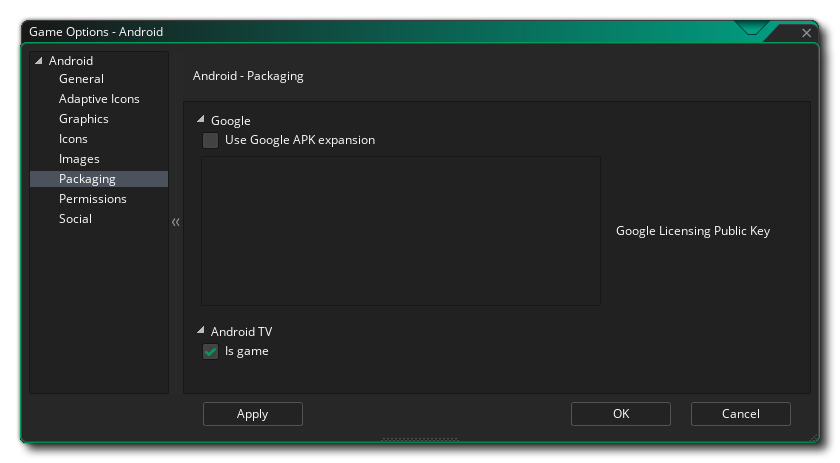 Game Options - Android
Android
General
Adaptive Icons
Graphics
Icons
Images
Packaging
Permissions
Social
Android - Packaging
Google
Use Google APK expansion
Google Licensing Public Key
Android TV
Is game
Apply
OK
Cancel